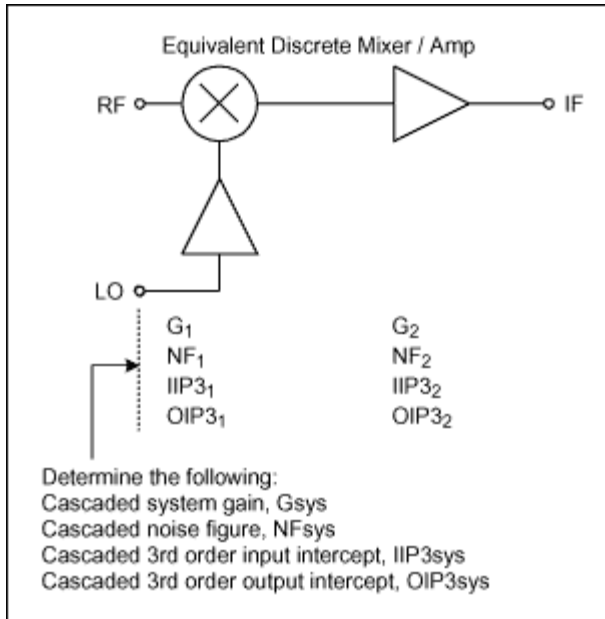 Equivalent Discrete Mixer / Amp
RF
IF
LO
G1 G2
NF1 NF2
IIP31 IIP32
OIP31 OIP32
Determine the following:
Cascaded system gain, Gsys
Cascaded noise figure, NFsys
Cascaded 3rd order input intercept, IIP3sys
Cascaded 3rd order output intercept, OIP3sys